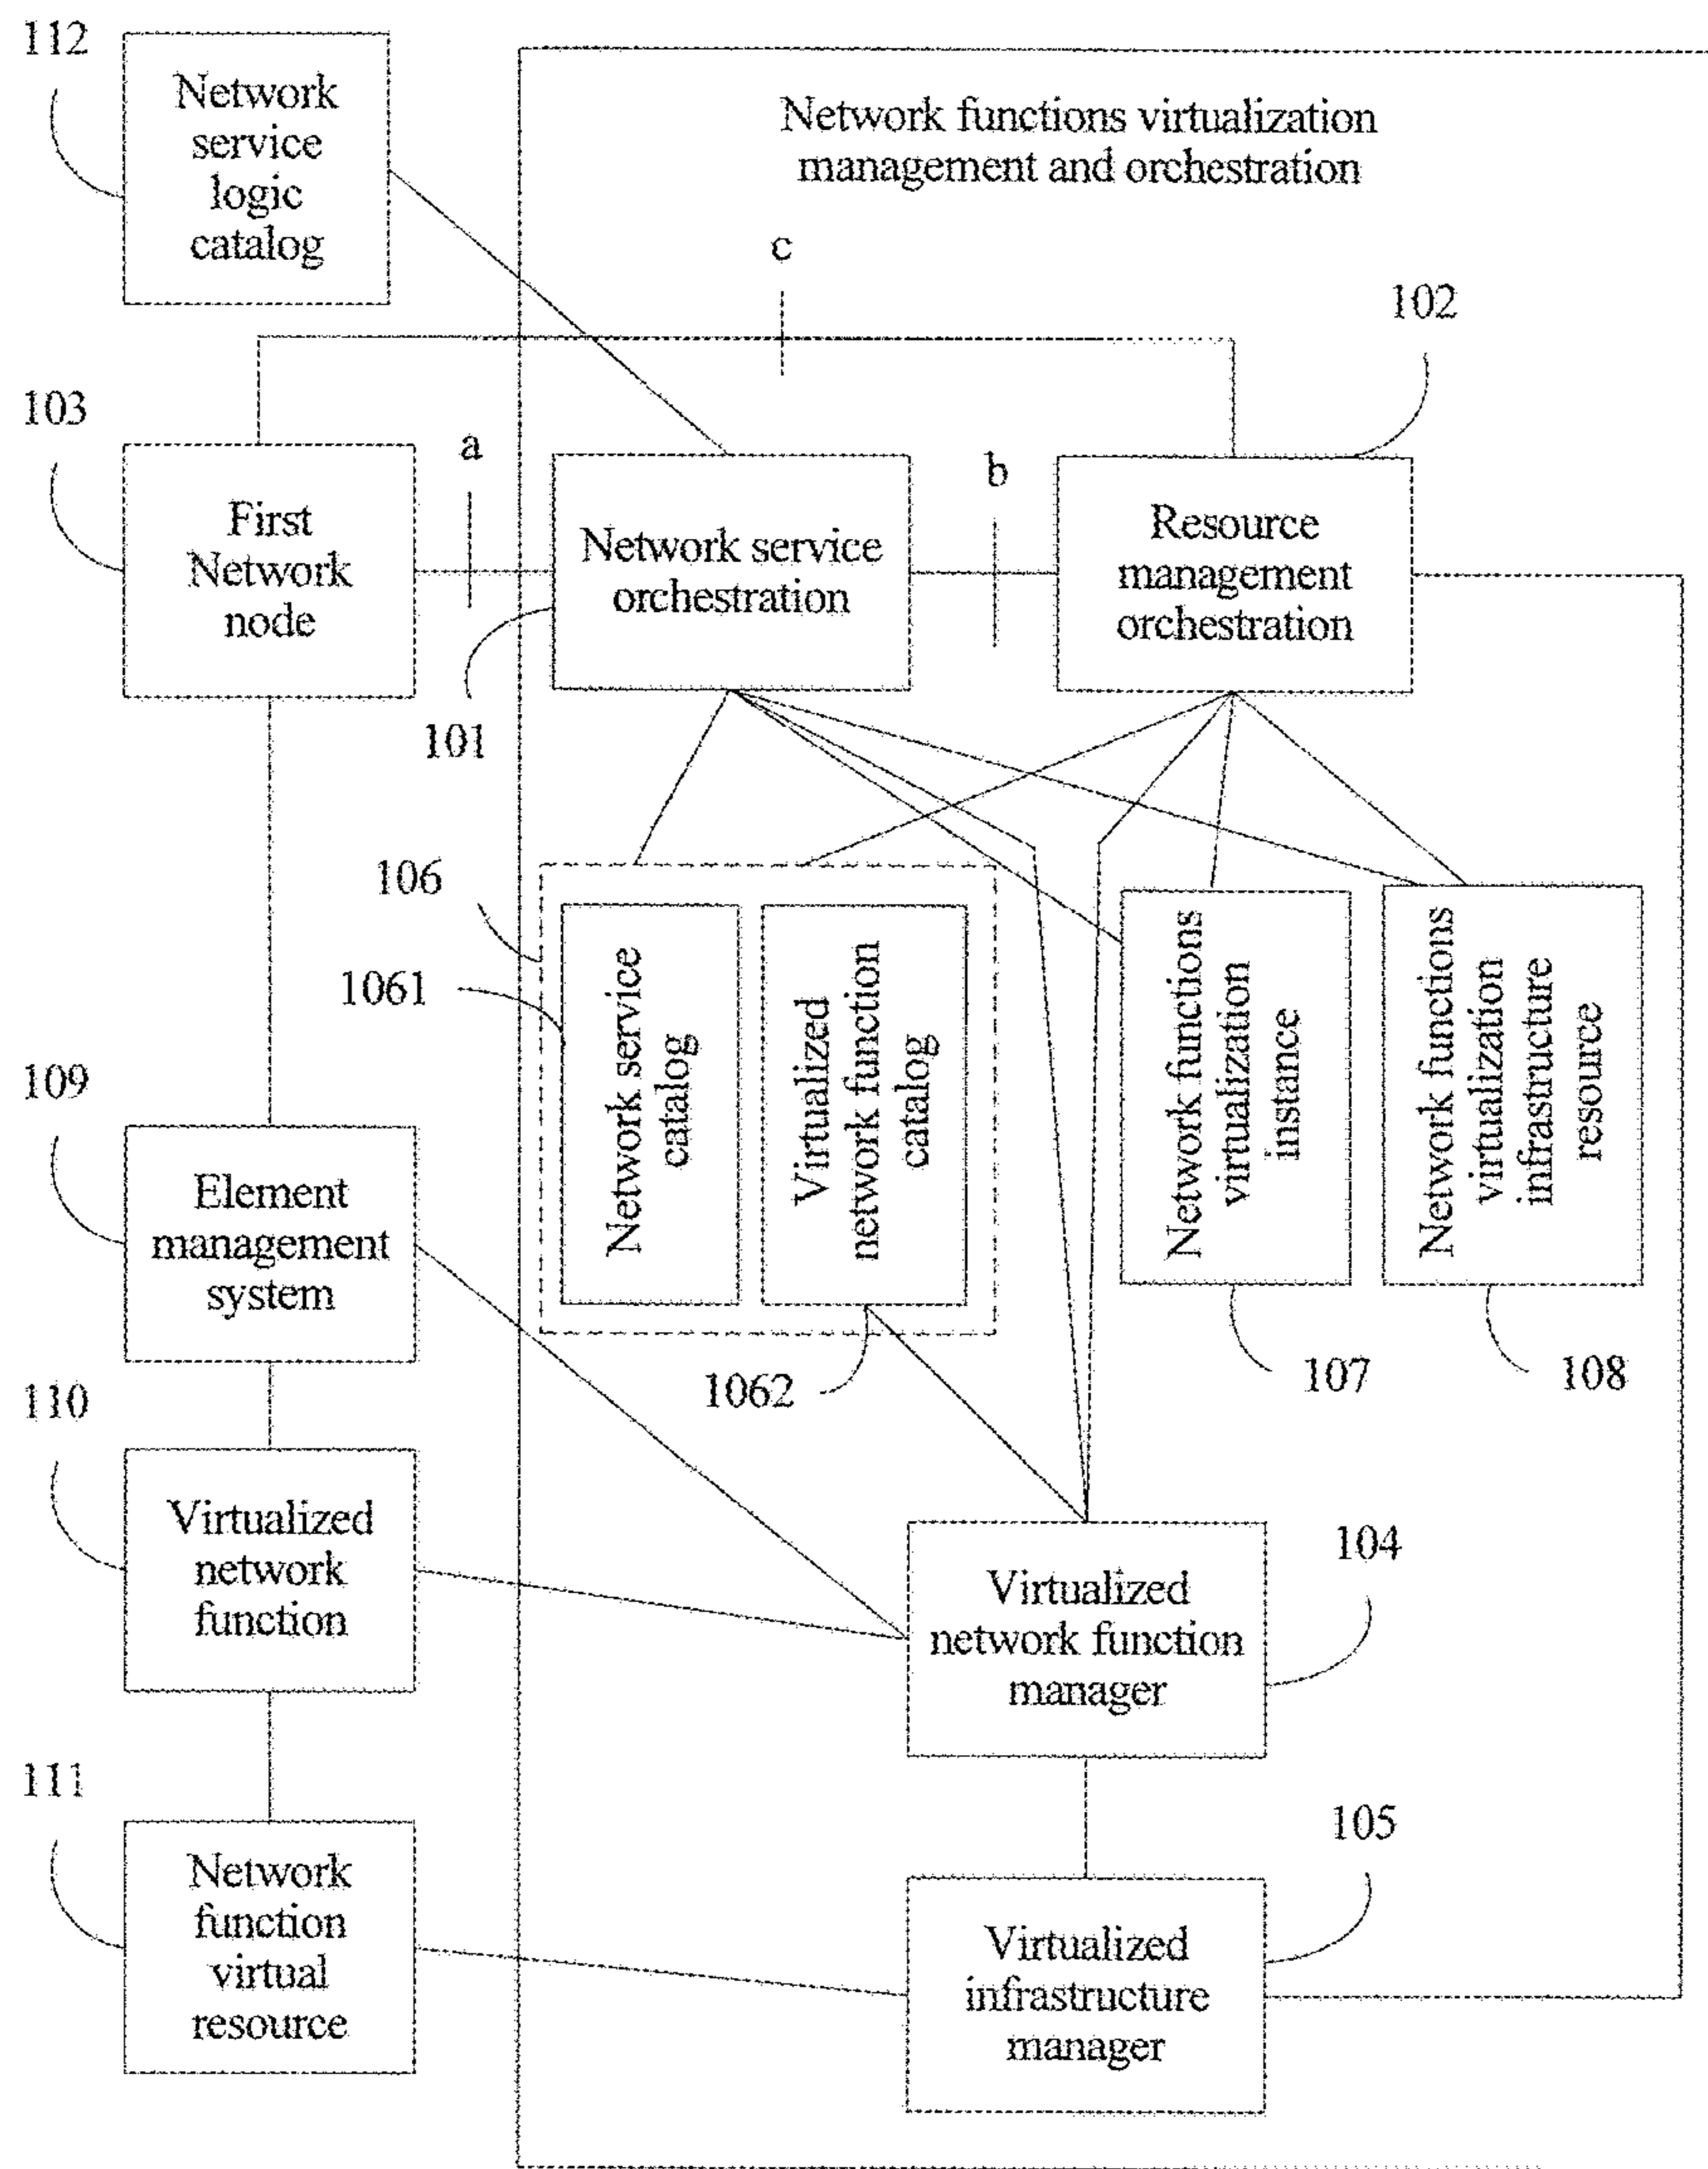 112
Network
service
logic
catalog
Network functions virtualization
management and orchestration
c
102
103
First
Network
node
a
Network service
orchestration
b
Resource
management
orchestration
101
106
1061
Network service
catalog
Virtualized
network function
catalog
Network functions
virtualization
instance
Network functions
virtualization
infrastructure
resource
109
Element
management
system
1062
107
108
110
Virtualized
network
function
104
Virtualized
network function
manager
111
Network
function
virtual
resource
105
Virtualized
infrastructure
manager